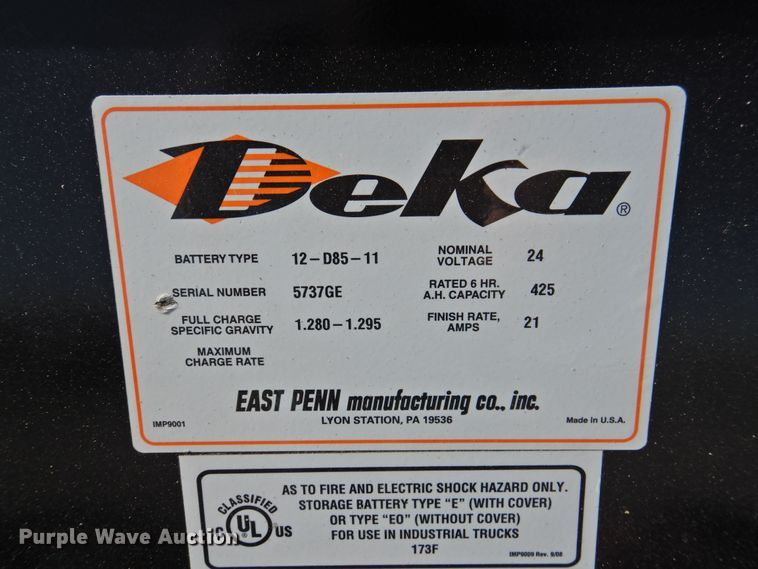 Deka®
BATTERY TYPE 12-D85-11 NOMINAL VOLTAGE 24
SERIAL NUMBER 5737GE RATED 6 HR. A.H. CAPACITY 425
FULL CHARGE SPECIFIC GRAVITY 1.280-1.295 FINISH RATE, AMPS 21
MAXIMUM CHARGE RATE
EAST PENN manufacturing co., inc.
LYON STATION, PA 19536
IMP9001 Made in U.S.A.
CLASSIFIED
C UL® US
AS TO FIRE AND ELECTRIC SHOCK HAZARD ONLY.
STORAGE BATTERY TYPE "E" (WITH COVER)
OR TYPE "EO" (WITHOUT COVER)
FOR USE IN INDUSTRIAL TRUCKS
173F
IMP9009 Rev. 9/08
Purple Wave Auction